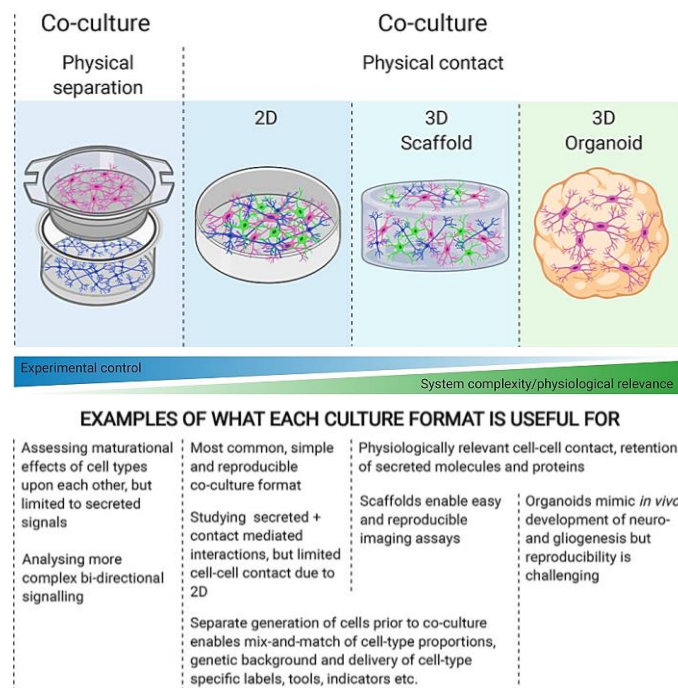 Co-culture
Physical
separation
Co-culture
Physical contact
2D
3D
Scaffold
3D
Organoid
Experimental control
System complexity/physiological relevance
EXAMPLES OF WHAT EACH CULTURE FORMAT IS USEFUL FOR
Assessing maturational
effects of cell types
upon each other, but
limited to secreted
signals
Analysing more
complex bi-directional
signalling
Most common, simple
and reproducible
co-culture format
Studying secreted +
contact mediated
interactions, but limited
cell-cell contact due to
2D
Physiologically relevant cell-cell contact, retention
of secreted molecules and proteins
Scaffolds enable easy
and reproducible
imaging assays
Organoids mimic in vivo
development of neuro-
and gliogenesis but
reproducibility is
challenging
Separate generation of cells prior to co-culture
enables mix-and-match of cell-type proportions,
genetic background and delivery of cell-type
specific labels, tools, indicators etc.